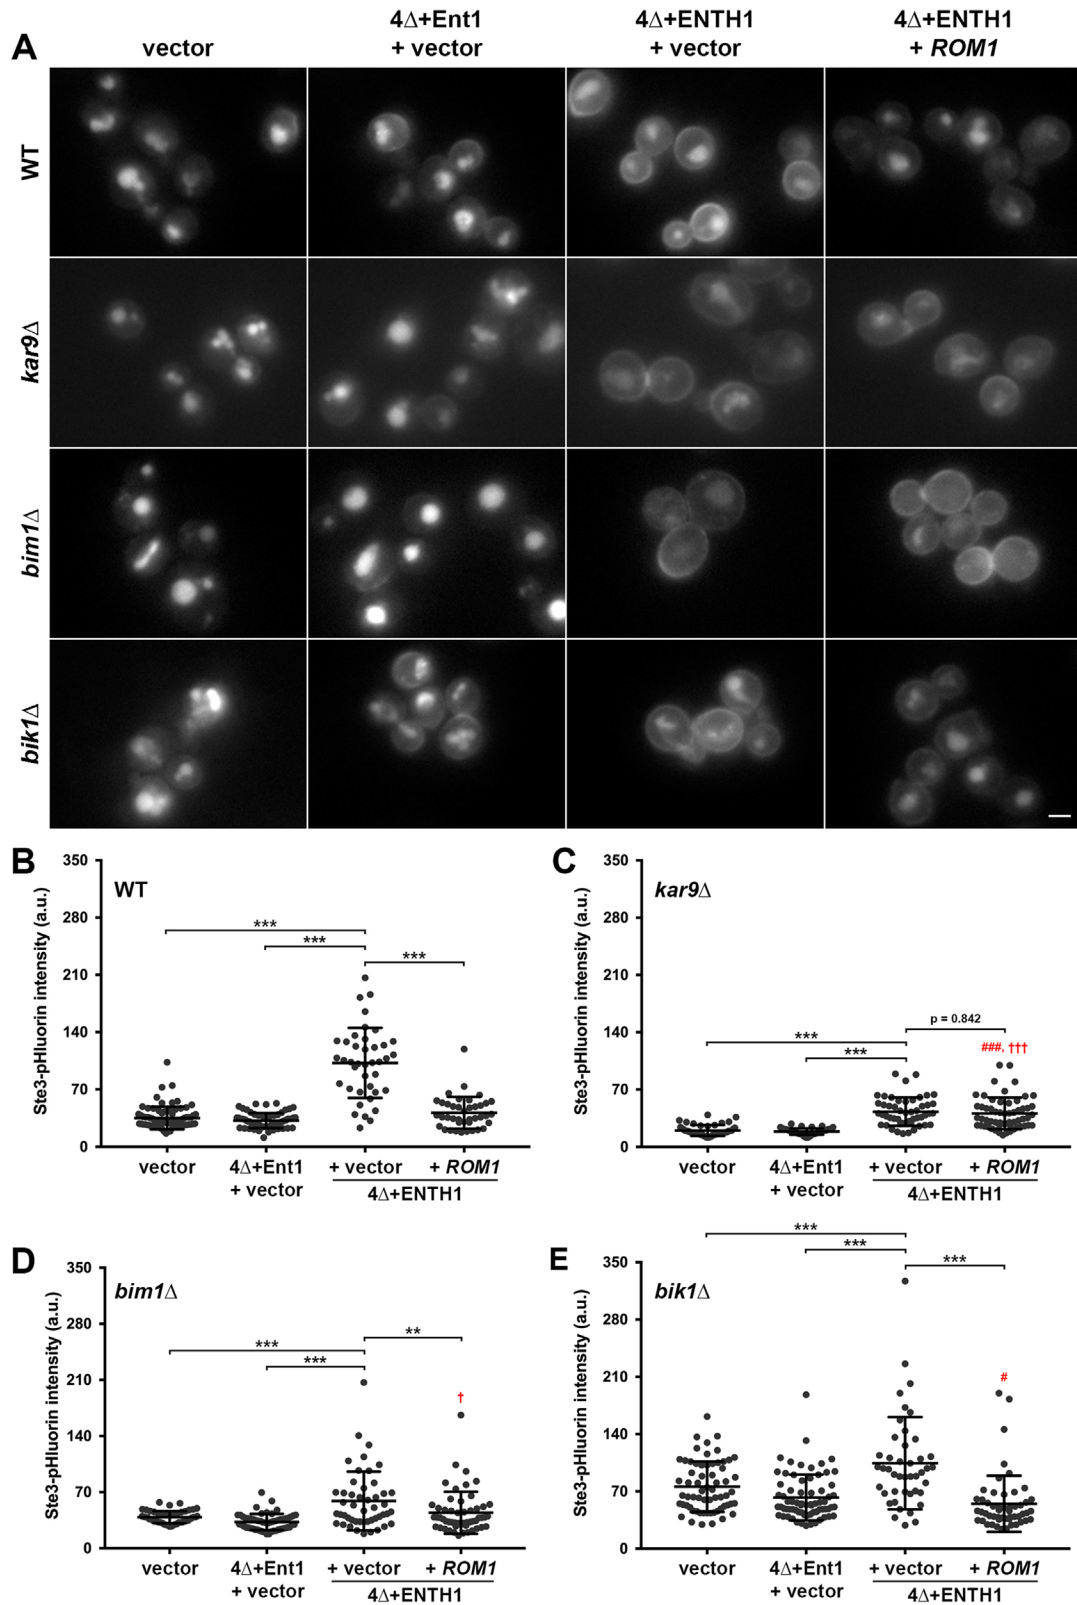 A
vector
4Δ+Ent1
+ vector
4Δ+ENTH1
+ vector
4Δ+ENTH1
+ ROM1
WT
kar9Δ
bim1Δ
bik1Δ
B
WT
Ste3-pHluorin intensity (a.u.)
350
280
210
140
70
0
***
***
***
vector
4Δ+Ent1
+ vector
+ vector
+ ROM1
4Δ+ENTH1
C
kar9Δ
Ste3-pHluorin intensity (a.u.)
350
280
210
140
70
0
***
***
p = 0.842
###, †††
vector
4Δ+Ent1
+ vector
+ vector
+ ROM1
4Δ+ENTH1
D
bim1Δ
Ste3-pHluorin intensity (a.u.)
350
280
210
140
70
0
***
***
**
†
vector
4Δ+Ent1
+ vector
+ vector
+ ROM1
4Δ+ENTH1
E
bik1Δ
Ste3-pHluorin intensity (a.u.)
350
280
210
140
70
0
***
***
***
#
vector
4Δ+Ent1
+ vector
+ vector
+ ROM1
4Δ+ENTH1